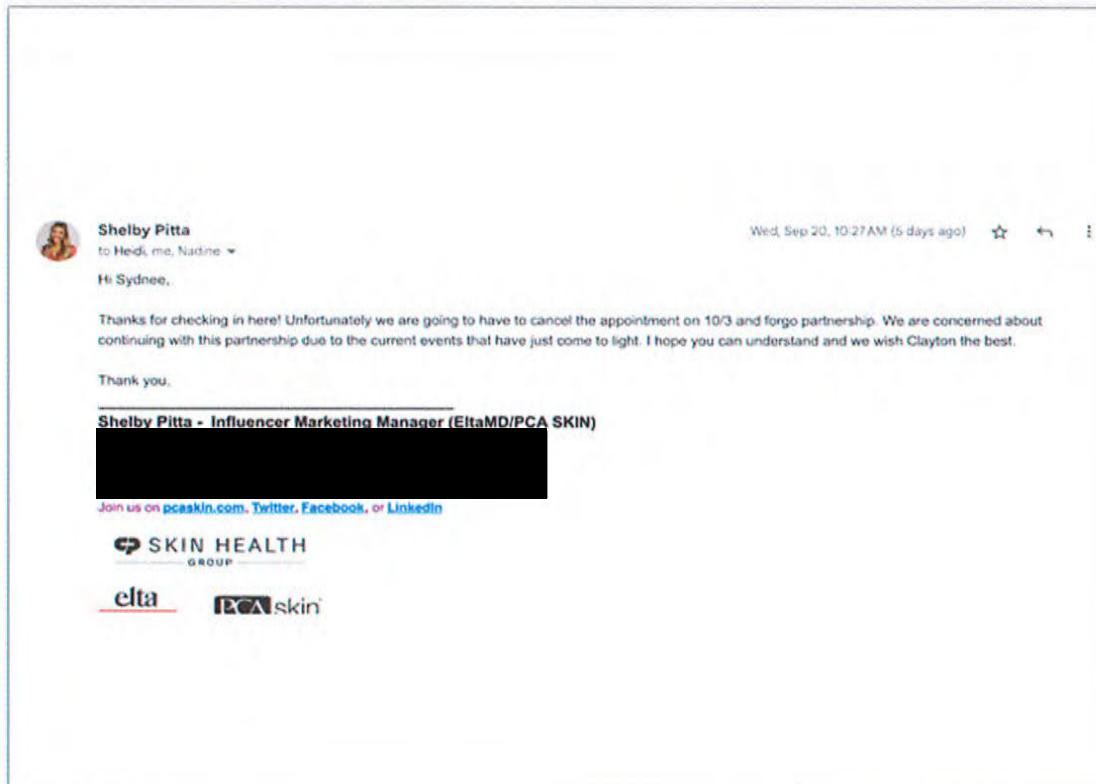 Shelby Pitta
Wed, Sep 20, 10:27 AM (5 days ago)
to Heidi, me, Nadine
Hi Sydnee,
Thanks for checking in here! Unfortunately we are going to have to cancel the appointment on 10/3 and forgo partnership. We are concerned about
continuing with this partnership due to the current events that have just come to light. I hope you can understand and we wish Clayton the best.
Thank you,
Shelby Pitta - Influencer Marketing Manager (EltaMD/PCA SKIN)
Join us on pcaskin.com, Twitter, Facebook, or LinkedIn
SKIN HEALTH
GROUP
elta
PCA skin